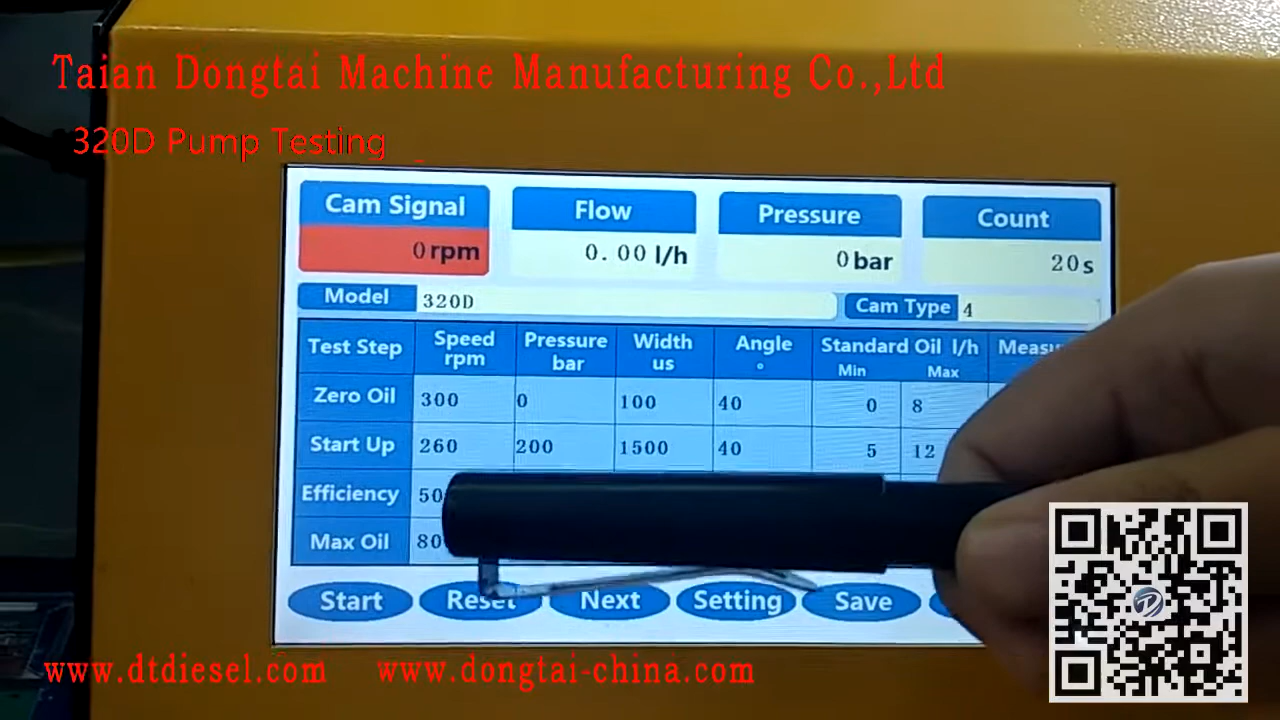 Taian Dongtai Machine Manufacturing Co.,Ltd
320D Pump Testing
Cam Signal Flow Pressure Count
0 rpm 0.00 l/h 0 bar 20 s
Model 320D Cam Type 4
Test Step Speed rpm Pressure bar Width us Angle ° Standard Oil l/h Min Max
Zero Oil 300 0 100 40 0 8
Start Up 260 200 1500 40 5 12
Efficiency
Max Oil
Start Reset Next Setting Save
www.dtdiesel.com www.dongtai-china.com